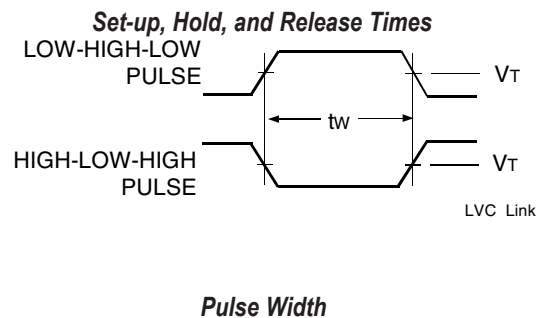 Set-up, Hold, and Release Times
LOW-HIGH-LOW
PULSE
VT
tw
HIGH-LOW-HIGH
PULSE
VT
LVC Link
Pulse Width